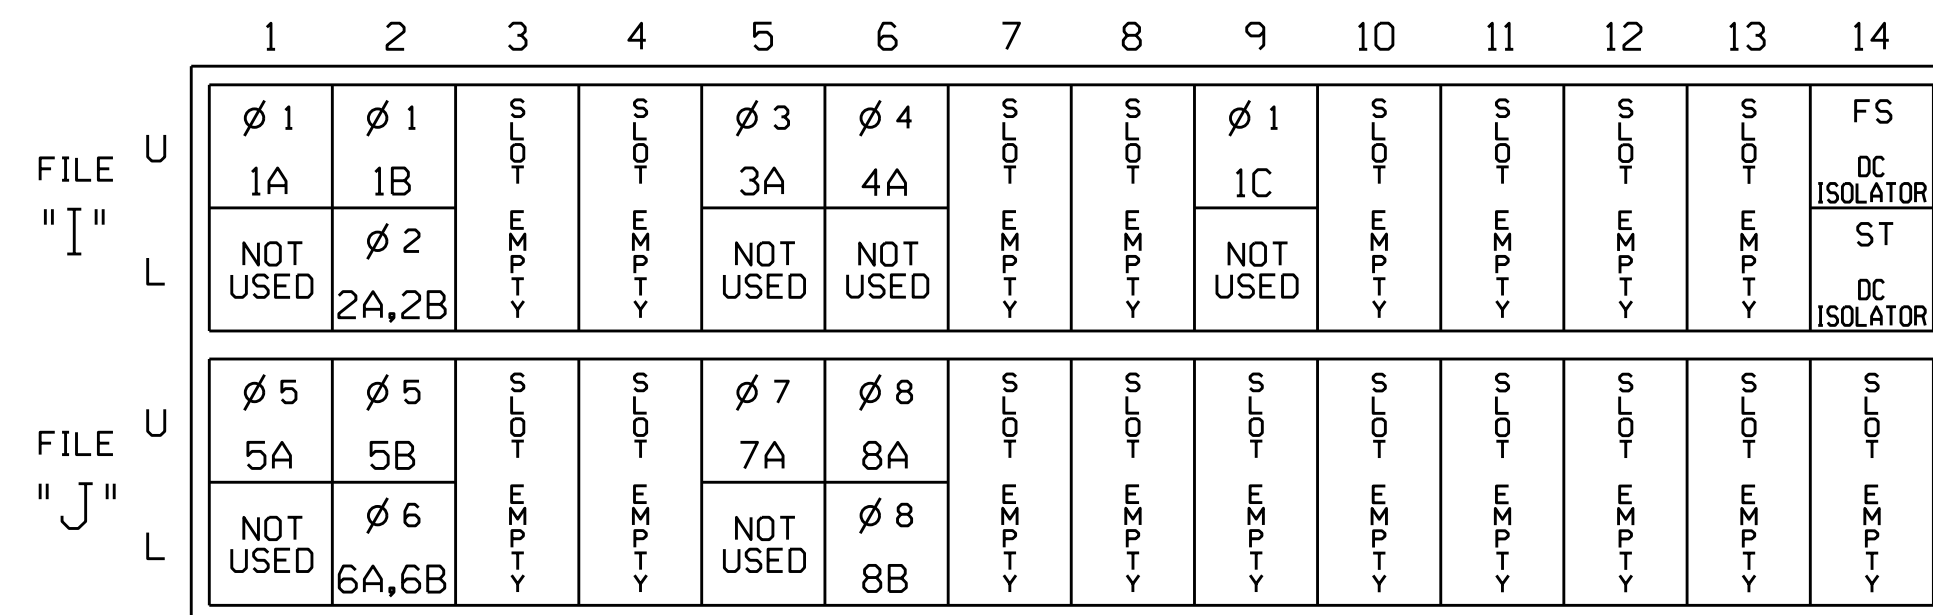 1 2 3 4 5 6 7 8 9 10 11 12 13 14
FILE "I"
U
Ø 1 1A
Ø 1 1B
SLOT EMPTY
SLOT EMPTY
Ø 3 3A
Ø 4 4A
SLOT EMPTY
SLOT EMPTY
Ø 1 1C
SLOT EMPTY
SLOT EMPTY
SLOT EMPTY
SLOT EMPTY
FS DC ISOLATOR
L
NOT USED
Ø 2 2A,2B
NOT USED
NOT USED
NOT USED
ST DC ISOLATOR
FILE "J"
U
Ø 5 5A
Ø 5 5B
SLOT EMPTY
SLOT EMPTY
Ø 7 7A
Ø 8 8A
SLOT EMPTY
SLOT EMPTY
SLOT EMPTY
SLOT EMPTY
SLOT EMPTY
SLOT EMPTY
SLOT EMPTY
SLOT EMPTY
L
NOT USED
Ø 6 6A,6B
NOT USED
Ø 8 8B